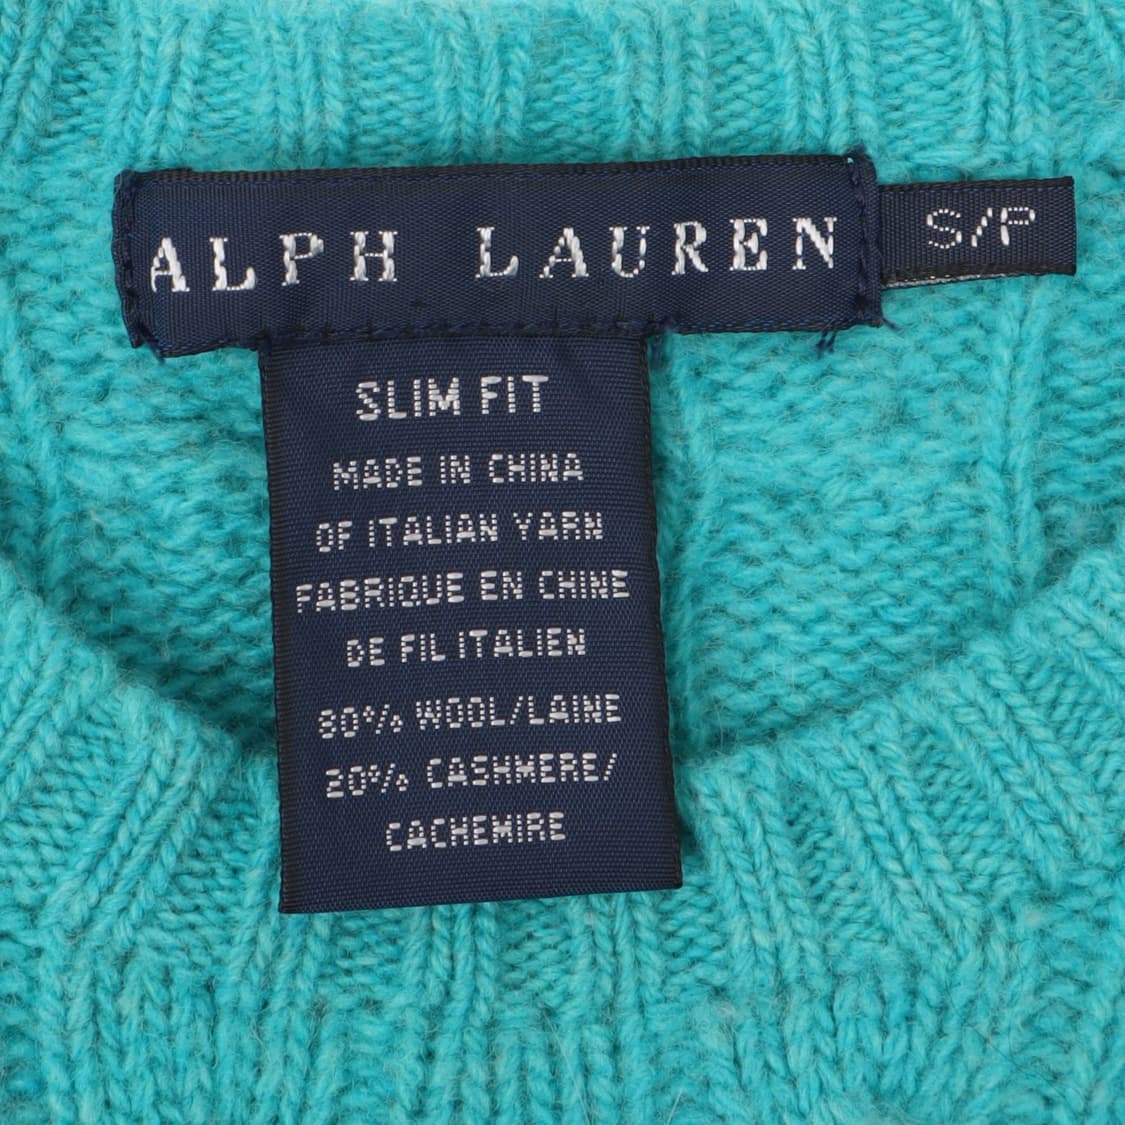 ALPH LAUREN
S/P
SLIM FIT
MADE IN CHINA
OF ITALIAN YARN
FABRIQUE EN CHINE
DE FIL ITALIEN
80% WOOL/LAINE
20% CASHMERE/
CACHEMIRE